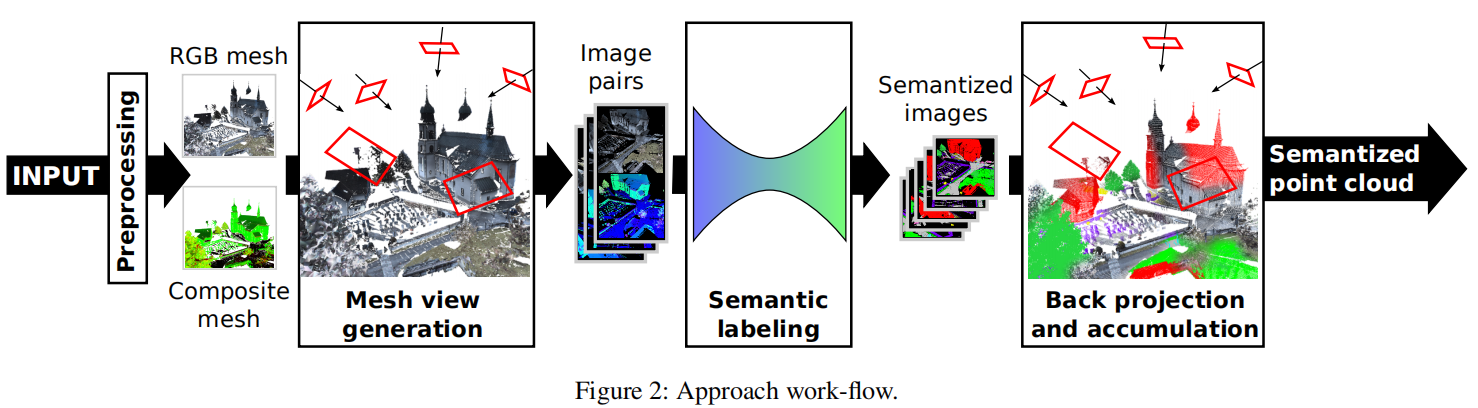 INPUT
Preprocessing
RGB mesh
Composite
mesh
Mesh view
generation
Image
pairs
Semantic
labeling
Semantized
images
Back projection
and accumulation
Semantized
point cloud
Figure 2: Approach work-flow.